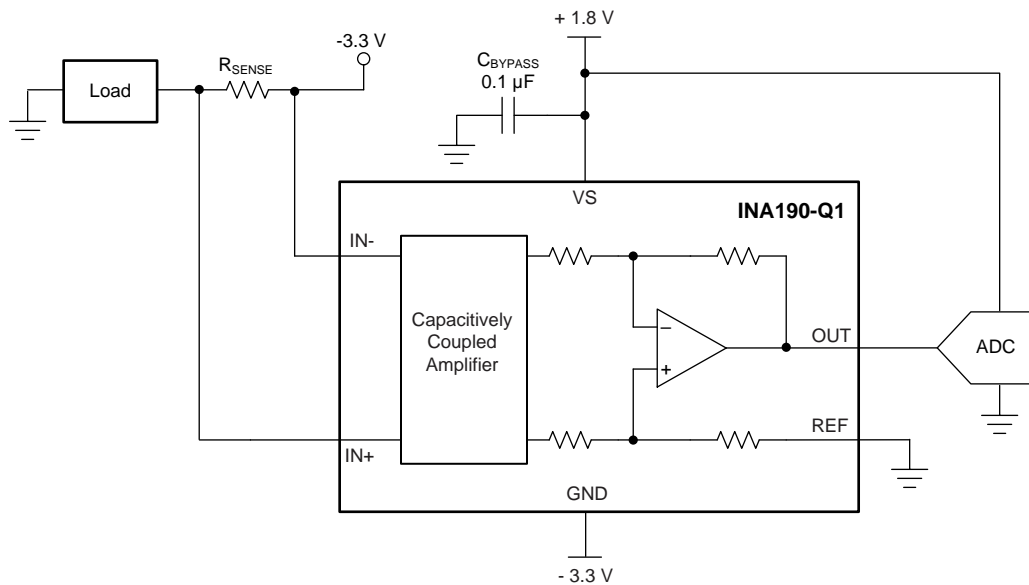 + 1.8 V
-3.3 V
RSENSE
CBYPASS
0.1 µF
Load
VS
INA190-Q1
IN-
Capacitively
Coupled
Amplifier
−
+
OUT
ADC
REF
IN+
GND
- 3.3 V